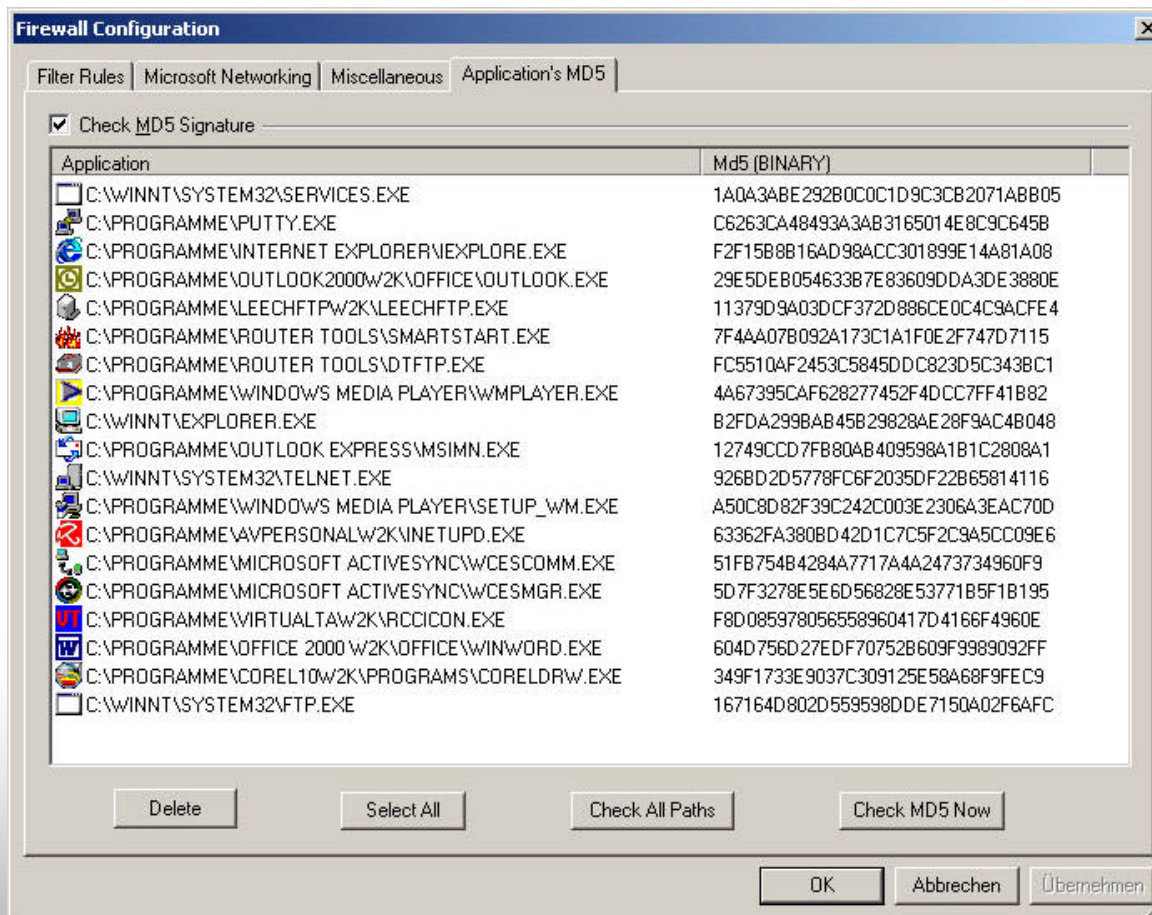 Firewall Configuration
Filter Rules Microsoft Networking Miscellaneous Application's MD5
Check MD5 Signature
Application Md5 (BINARY)
C:\WINNT\SYSTEM32\SERVICES.EXE 1A0A3ABE292B0C0C1D9C3CB2071ABB05
C:\PROGRAMME\PUTTY.EXE C6263CA48493A3AB3165014E8C9C645B
C:\PROGRAMME\INTERNET EXPLORER\IEXPLORE.EXE F2F15B8B16AD98ACC301899E14A81A08
C:\PROGRAMME\OUTLOOK2000W2K\OFFICE\OUTLOOK.EXE 29E5DEB054633B7E83609DDA3DE3880E
C:\PROGRAMME\LEECHFTPW2K\LEECHFTP.EXE 11379D9A03DCF372D886CE0C4C9ACFE4
C:\PROGRAMME\ROUTER TOOLS\SMARTSTART.EXE 7F4AA07B092A173C1A1F0E2F747D7115
C:\PROGRAMME\ROUTER TOOLS\DTFTP.EXE FC5510AF2453C5845DDC823D5C343BC1
C:\PROGRAMME\WINDOWS MEDIA PLAYER\WMPLAYER.EXE 4A67395CAF628277452F4DCC7FF41B82
C:\WINNT\EXPLORER.EXE B2FDA299BAB45B29828AE28F9AC4B048
C:\PROGRAMME\OUTLOOK EXPRESS\MSIMN.EXE 12749CCD7FB80AB409598A1B1C2808A1
C:\WINNT\SYSTEM32\TELNET.EXE 926BD2D5778FC6F2035DF22B65814116
C:\PROGRAMME\WINDOWS MEDIA PLAYER\SETUP_WM.EXE A50C8D82F39C242C003E2306A3EAC70D
C:\PROGRAMME\AVPERSONALW2K\INETUPD.EXE 63362FA380BD42D1C7C5F2C9A5CC09E6
C:\PROGRAMME\MICROSOFT ACTIVESYNC\WCESCOMM.EXE 51FB754B4284A7717A4A2473734960F9
C:\PROGRAMME\MICROSOFT ACTIVESYNC\WCESMGR.EXE 5D7F3278E5E6D56828E53771B5F1B195
C:\PROGRAMME\VIRTUALTAW2K\RCCICON.EXE F8D085978056558960417D4166F4960E
C:\PROGRAMME\OFFICE 2000 W2K\OFFICE\WINWORD.EXE 604D756D27EDF70752B609F9989092FF
C:\PROGRAMME\COREL10W2K\PROGRAMS\CORELDRW.EXE 349F1733E9037C309125E58A68F9FEC9
C:\WINNT\SYSTEM32\FTP.EXE 167164D802D559598DDE7150A02F6AFC
Delete Select All Check All Paths Check MD5 Now
OK Abbrechen Übernehmen